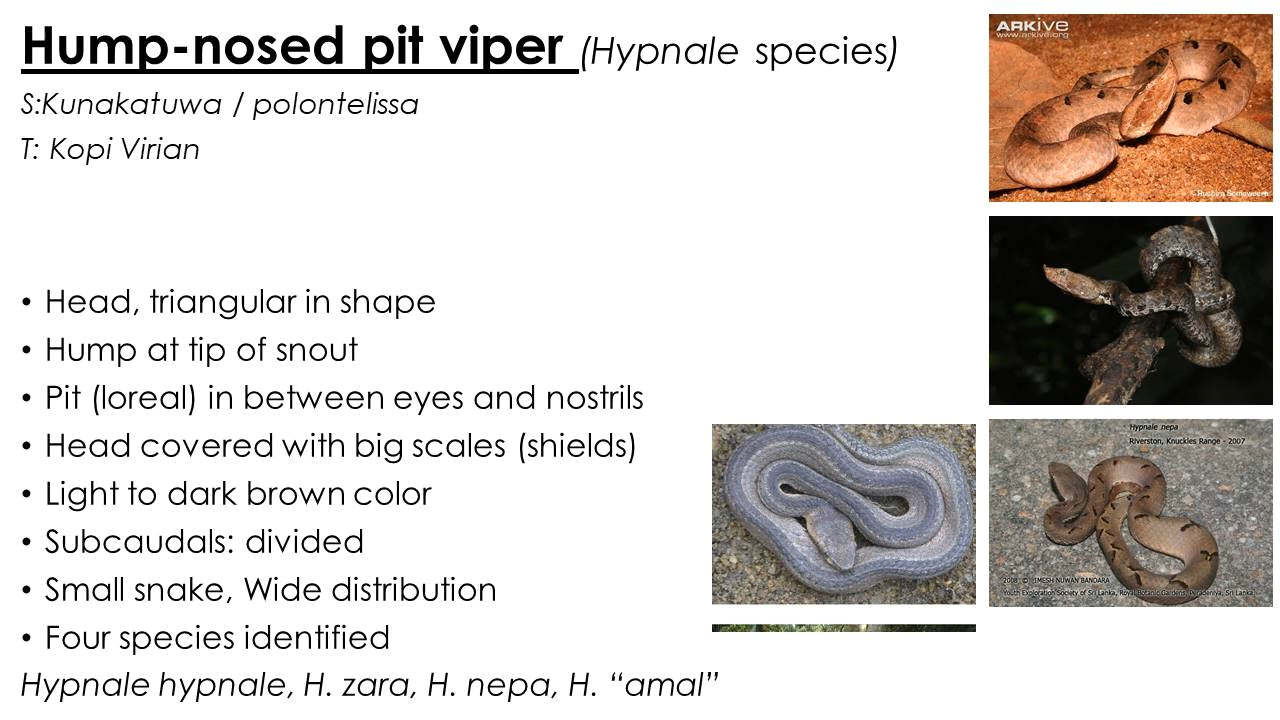 Hump-nosed pit viper (Hypnale species)
S:Kunakatuwa / polontelissa
T: Kopi Virian
• Head, triangular in shape
• Hump at tip of snout
• Pit (loreal) in between eyes and nostrils
• Head covered with big scales (shields)
• Light to dark brown color
• Subcaudals: divided
• Small snake, Wide distribution
• Four species identified
Hypnale hypnale, H. zara, H. nepa, H. “amal”
ARKive
www.arkive.org
© Ruchira Somaweera
Hypnale nepa
Riverston, Knuckles Range - 2007
2008 © IMESH NUWAN BANDARA
Youth Exploration Society of Sri Lanka, Royal Botanic Gardens, Peradeniya, Sri Lanka.